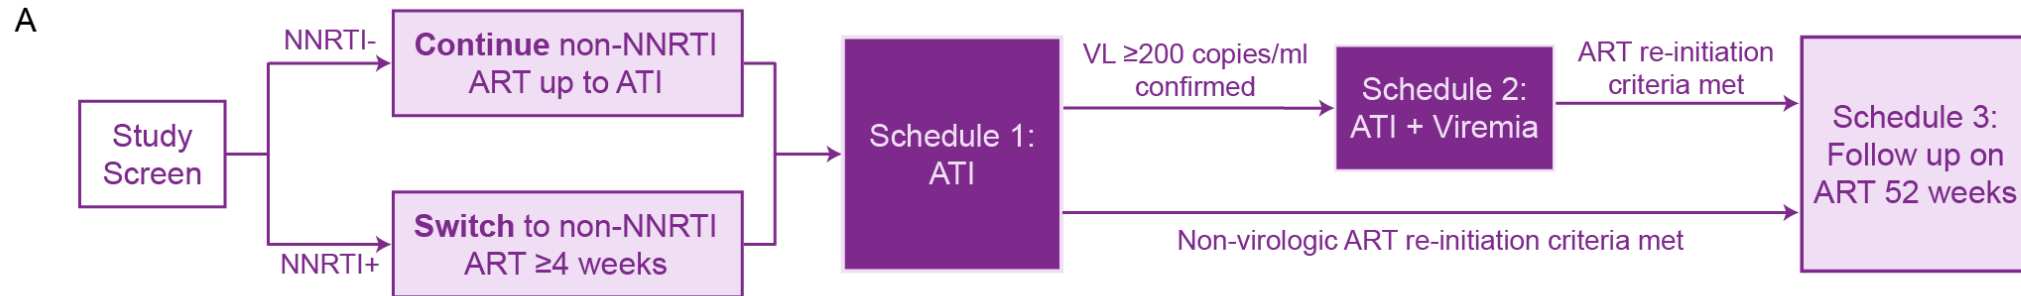 A
NNRTI-
Continue non-NNRTI
ART up to ATI
Study
Screen
NNRTI+
Switch to non-NNRTI
ART ≥4 weeks
Schedule 1:
ATI
VL ≥200 copies/ml
confirmed
Schedule 2:
ATI + Viremia
ART re-initiation
criteria met
Non-virologic ART re-initiation criteria met
Schedule 3:
Follow up on
ART 52 weeks